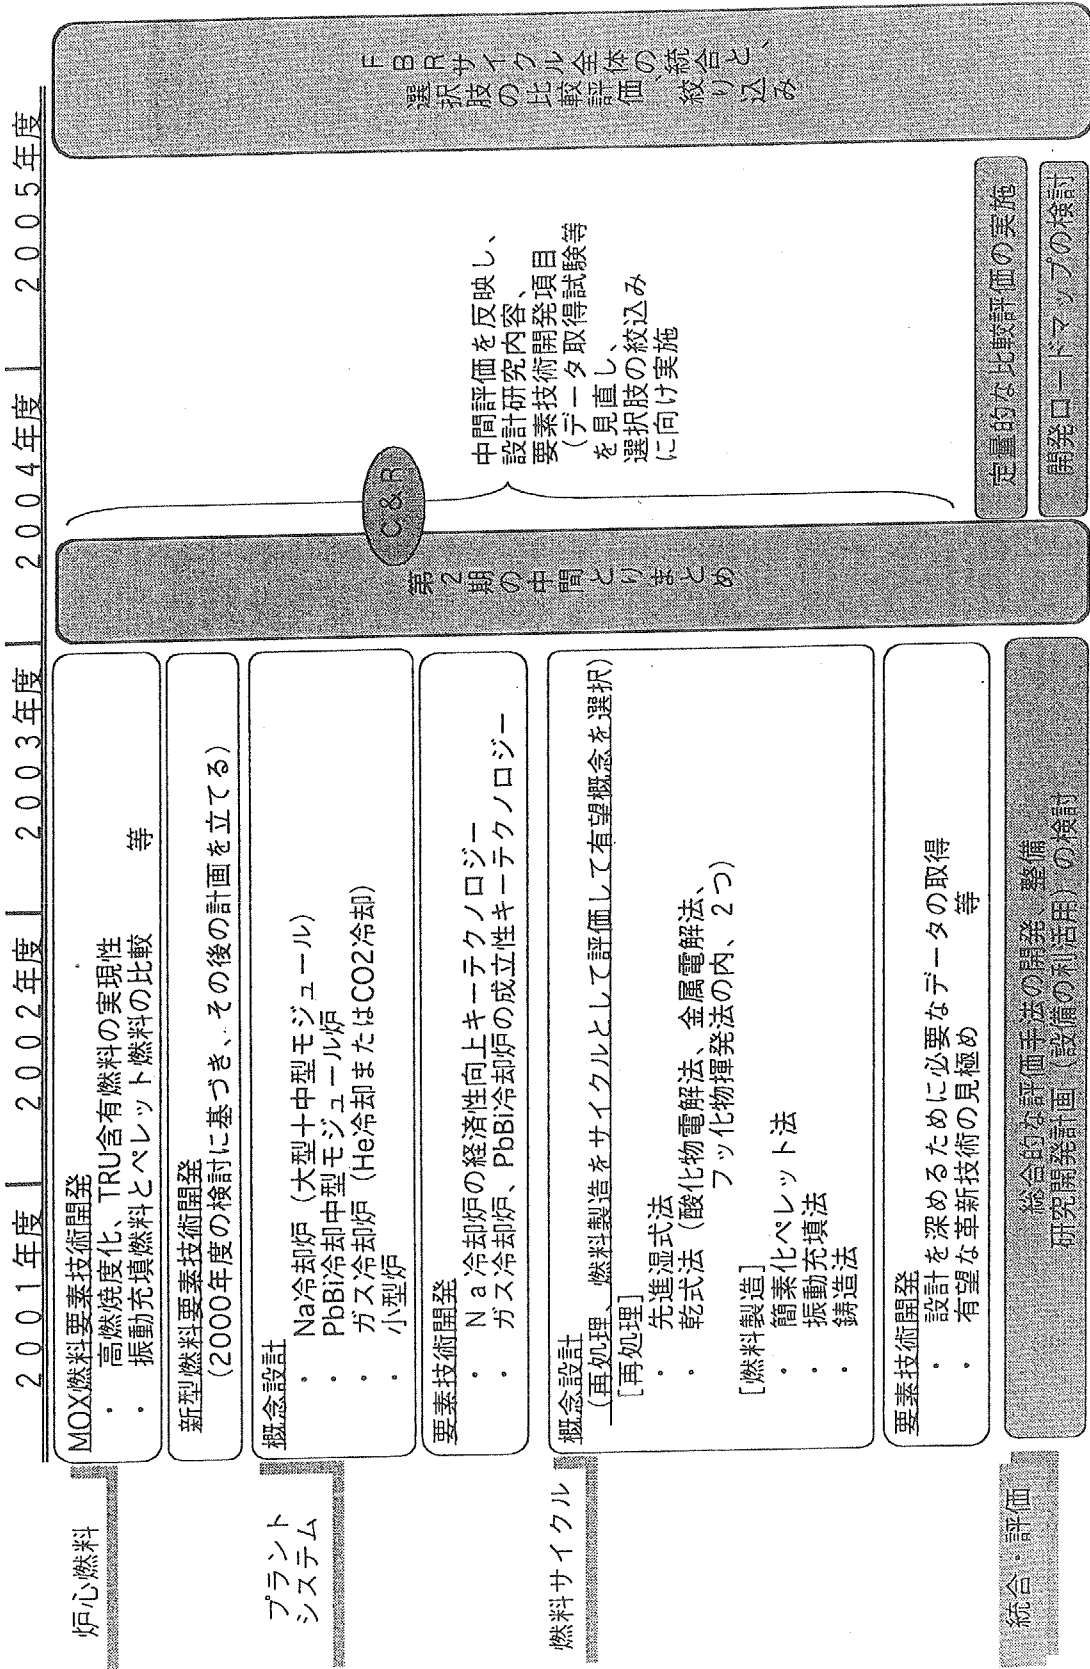 2001年度
2002年度
2003年度
2004年度
2005年度
炉心燃料
MOX燃料要素技術開発
・ 高燃焼度化、TRU含有燃料の実現性
・ 振動充填燃料とペレット燃料の比較 等
新型燃料要素技術開発
(2000年度の検討に基づき、その後の計画を立てる)
プラント
システム
概念設計
・ Na冷却炉 (大型+中型モジュール)
・ PbBi冷却中型モジュール炉
・ ガス冷却炉 (He冷却またはCO2冷却)
・ 小型炉
要素技術開発
・ Na冷却炉の経済性向上キーテクノロジー
・ ガス冷却炉、PbBi冷却炉の成立性キーテクノロジー
燃料サイクル
概念設計
(再処理、燃料製造をサイクルとして評価して有望概念を選択)
[再処理]
・ 先進湿式法
・ 乾式法 (酸化物電解法、金属電解法、
フッ化物揮発法の内、2つ)
[燃料製造]
・ 簡素化ペレット法
・ 振動充填法
・ 鋳造法
要素技術開発
・ 設計を深めるために必要なデータの取得
・ 有望な革新技術の見極め 等
統合・評価
総合的な評価手法の開発、整備
研究開発計画 (設備の利活用) の検討
第2期の中間とりまとめ
C&R
中間評価を反映し、
設計研究内容、
要素技術開発項目
(データ取得試験等
を見直し、
選択肢の絞込み
に向け実施
定量的な比較評価の実施
開発ロードマップの検討
FBRサイクル全体の統合と、
選択肢の比較評価、絞り込み